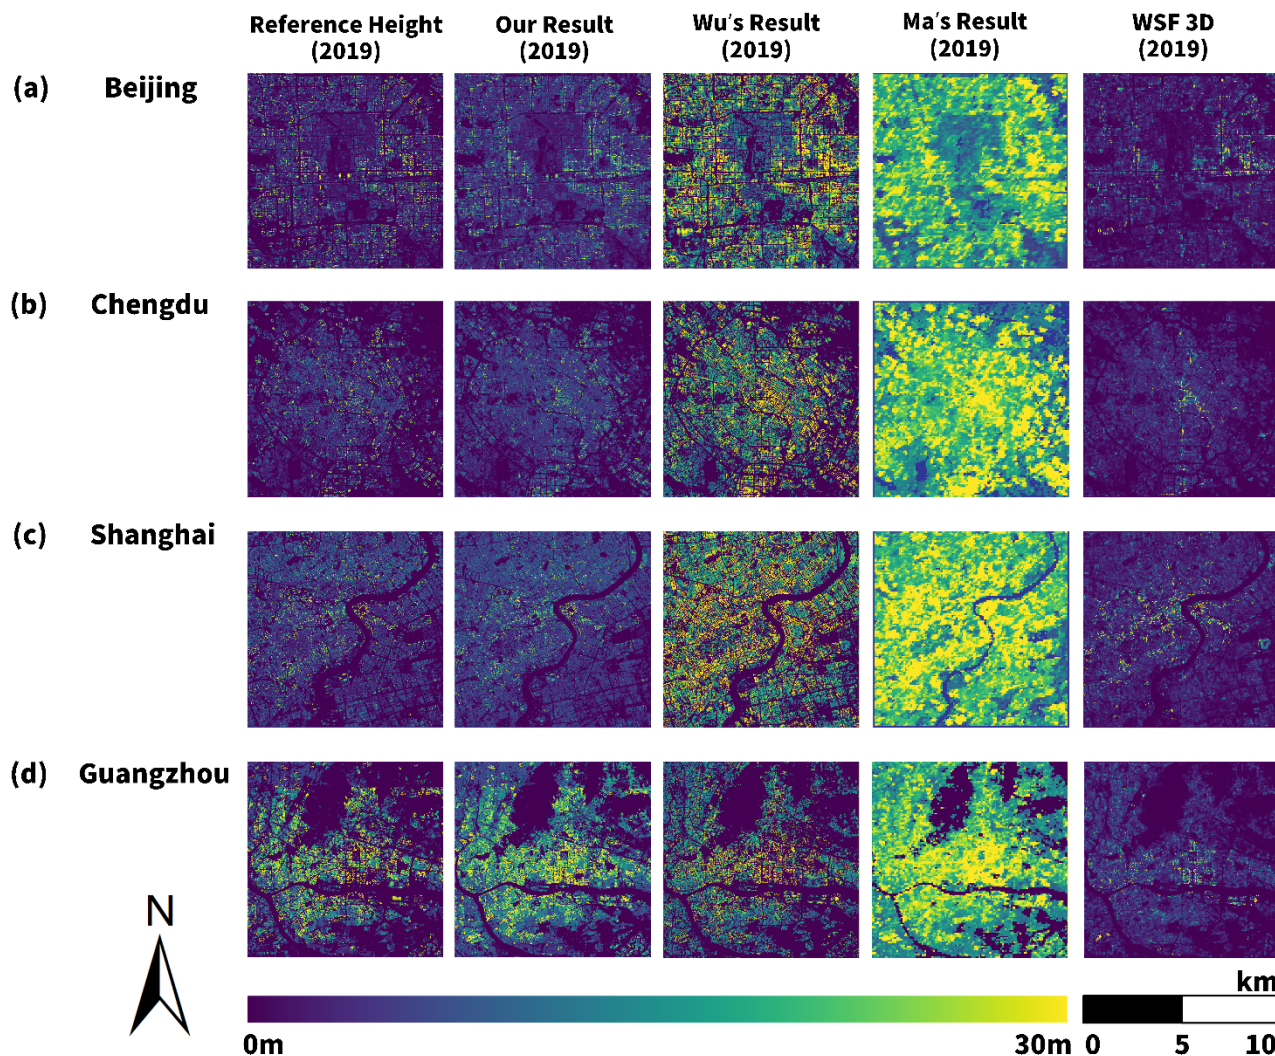 Reference Height (2019)
Our Result (2019)
Wu's Result (2019)
Ma's Result (2019)
WSF 3D (2019)
(a) Beijing
(b) Chengdu
(c) Shanghai
(d) Guangzhou
N
km
0m 30m 0 5 10